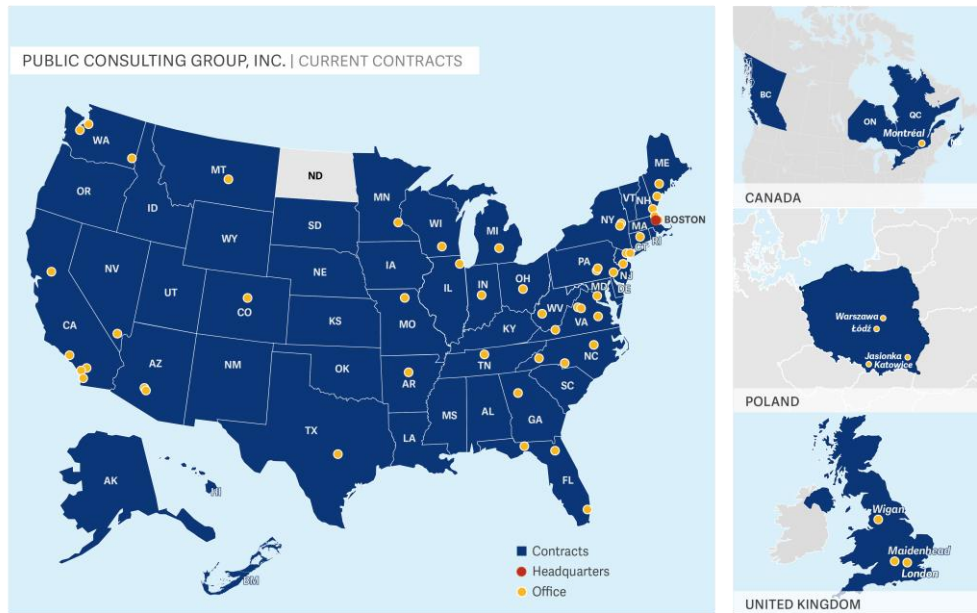 PUBLIC CONSULTING GROUP, INC. | CURRENT CONTRACTS
WA
MT
ND
MN
ME
OR
ID
WY
SD
WI
MI
VT
NH
NY
MA
BOSTON
RI
CT
NV
UT
CO
NE
IA
IL
IN
OH
PA
NJ
DE
MD
CA
AZ
NM
KS
MO
KY
WV
VA
OK
AR
TN
NC
SC
TX
LA
MS
AL
GA
FL
AK
HI
BM
Contracts
Headquarters
Office
BC
ON
QC
Montréal
CANADA
Warszawa
Łódź
Jasionka
Katowice
POLAND
Wigan
Maidenhead
London
UNITED KINGDOM